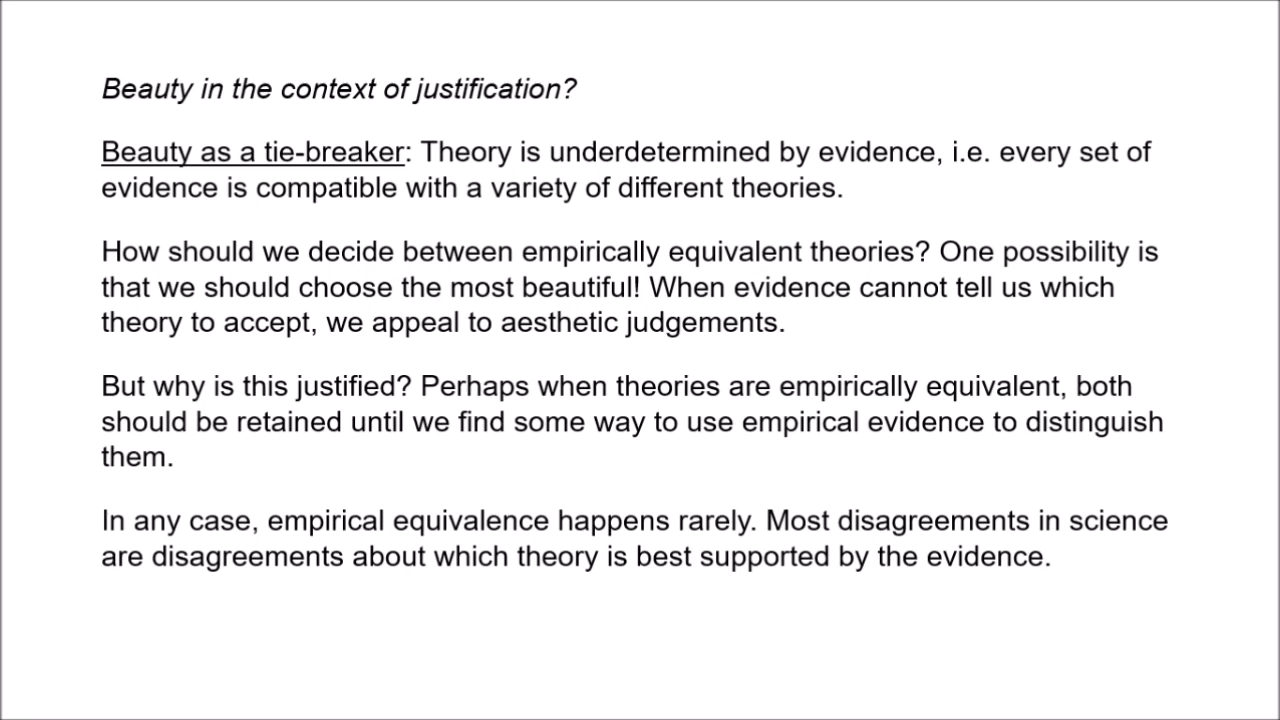 Beauty in the context of justification?
Beauty as a tie-breaker: Theory is underdetermined by evidence, i.e. every set of
evidence is compatible with a variety of different theories.
How should we decide between empirically equivalent theories? One possibility is
that we should choose the most beautiful! When evidence cannot tell us which
theory to accept, we appeal to aesthetic judgements.
But why is this justified? Perhaps when theories are empirically equivalent, both
should be retained until we find some way to use empirical evidence to distinguish
them.
In any case, empirical equivalence happens rarely. Most disagreements in science
are disagreements about which theory is best supported by the evidence.